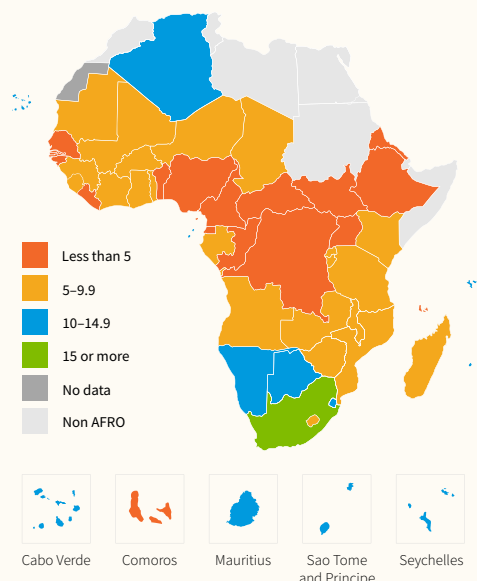 Less than 5
5–9.9
10–14.9
15 or more
No data
Non AFRO
Cabo Verde
Comoros
Mauritius
Sao Tome
and Principe
Seychelles